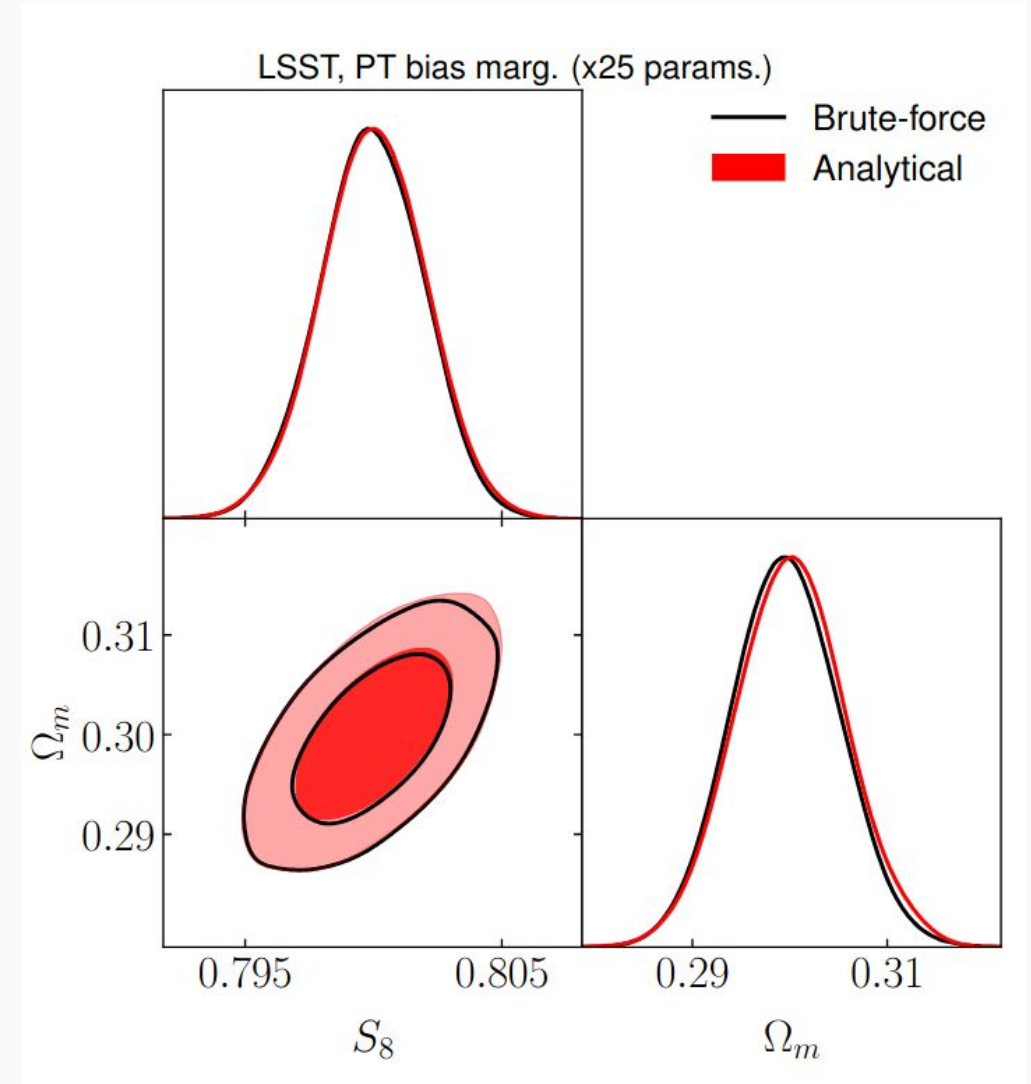 LSST, PT bias marg. (x25 params.)
Brute-force
Analytical
0.31
0.30
0.29
Ωₘ
0.795 0.805 0.29 0.31
S₈ Ωₘ